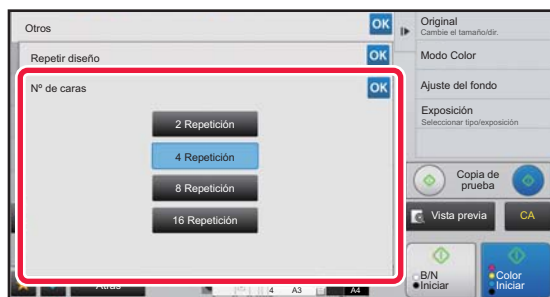 Otros
OK
Repetir diseño
OK
Nº de caras
OK
2 Repetición
4 Repetición
8 Repetición
16 Repetición
Atrás
4 A3 A4
Original
Cambie el tamaño/dir.
Modo Color
Ajuste del fondo
Exposición
Seleccionar tipo/exposición
Copia de
prueba
Vista previa
CA
B/N
Iniciar
Color
Iniciar